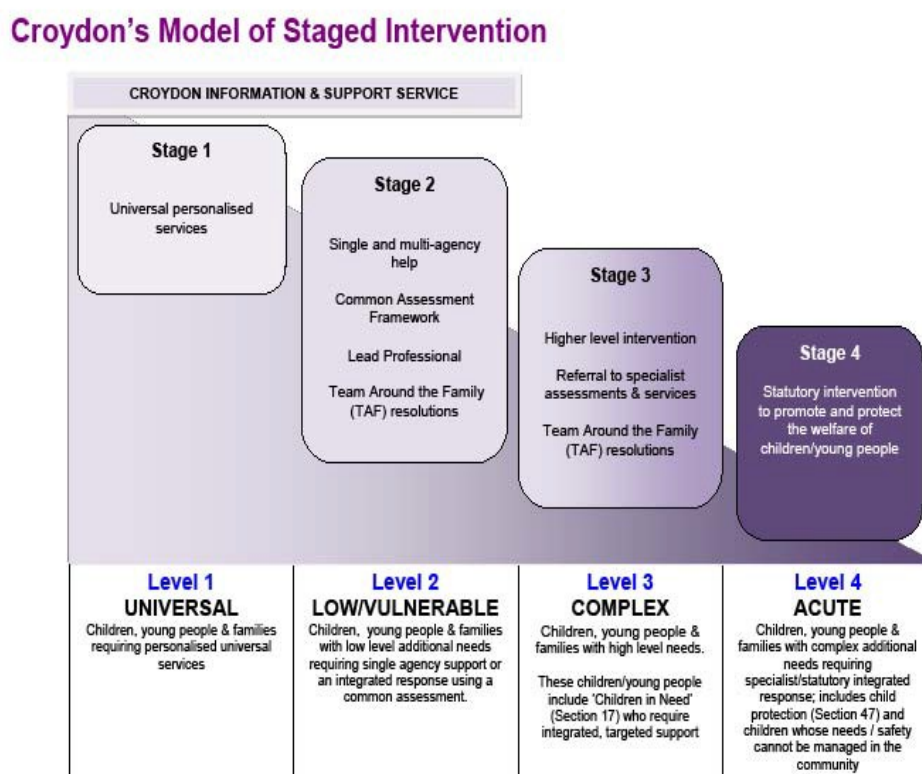 Croydon’s Model of Staged Intervention
CROYDON INFORMATION & SUPPORT SERVICE
Stage 1
Universal personalised
services
Stage 2
Single and multi-agency
help
Common Assessment
Framework
Lead Professional
Team Around the Family
(TAF) resolutions
Stage 3
Higher level intervention
Referral to specialist
assessments & services
Team Around the Family
(TAF) resolutions
Stage 4
Statutory intervention
to promote and protect
the welfare of
children/young people
Level 1
UNIVERSAL
Children, young people & families
requiring personalised universal
services
Level 2
LOW/VULNERABLE
Children, young people & families
with low level additional needs
requiring single agency support or
an integrated response using a
common assessment.
Level 3
COMPLEX
Children, young people &
families with high level needs.
These children/young people
include ‘Children in Need’
(Section 17) who require
integrated, targeted support
Level 4
ACUTE
Children, young people &
families with complex additional
needs requiring
specialist/statutory integrated
response; includes child
protection (Section 47) and
children whose needs / safety
cannot be managed in the
community